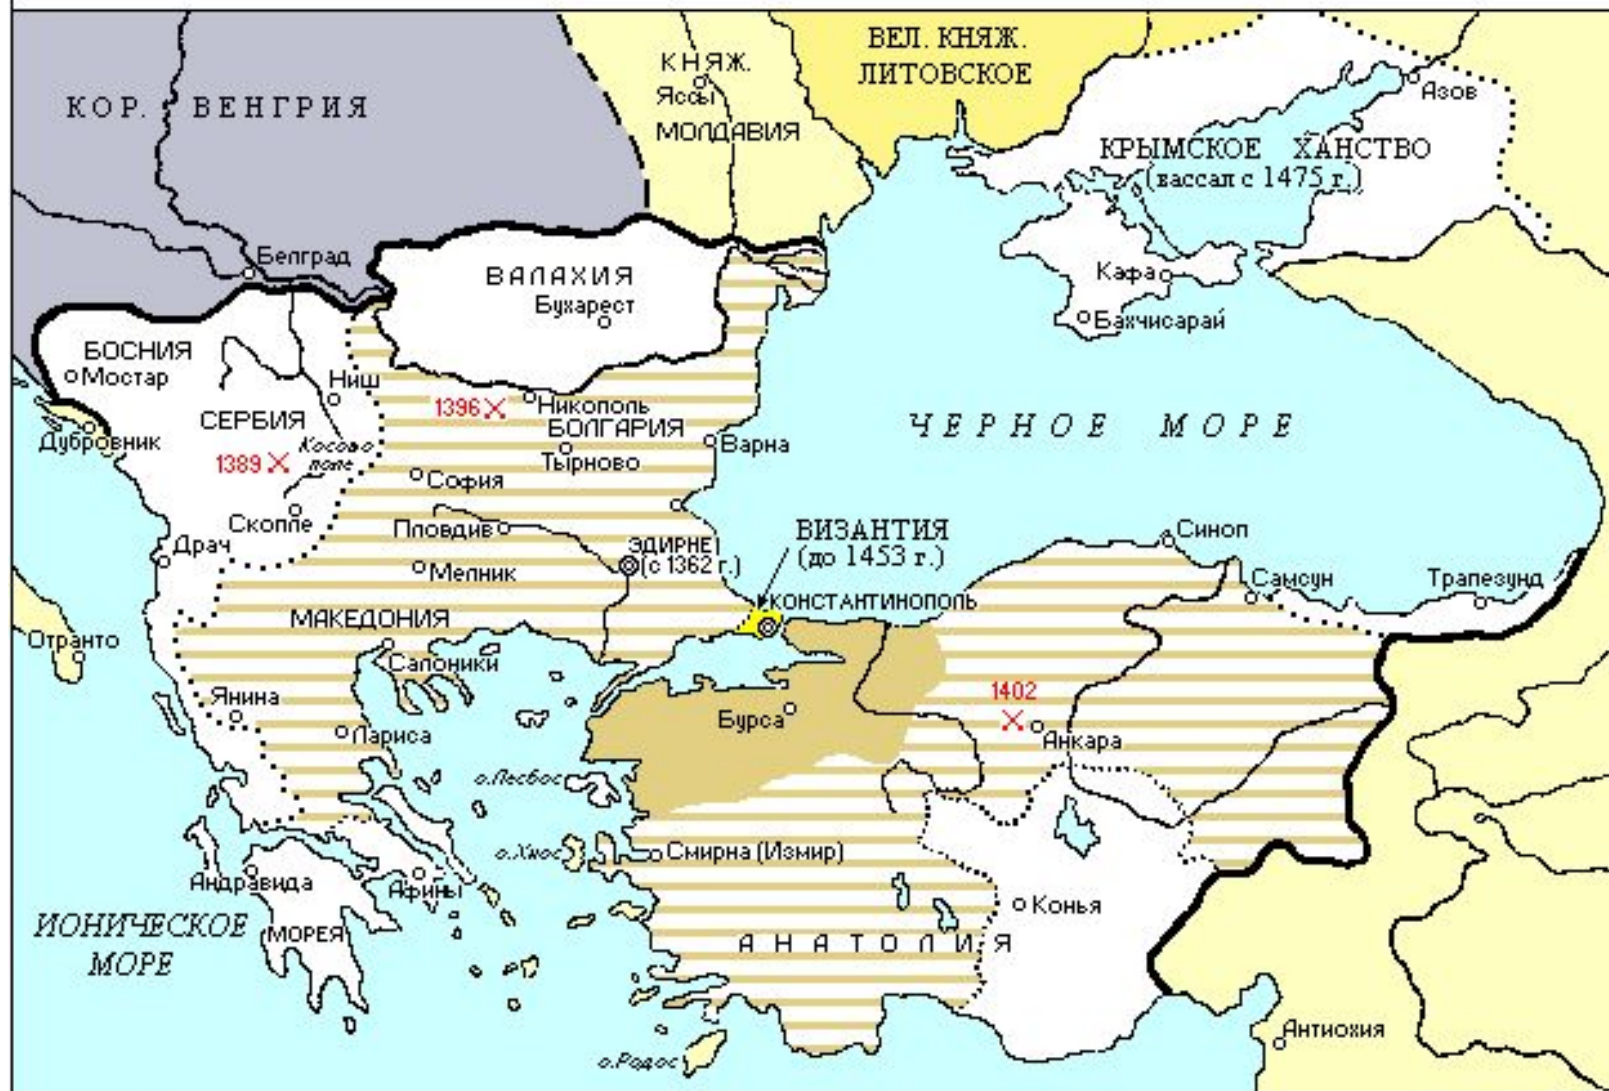 ВЕЛ. КНЯЖ.
ЛИТОВСКОЕ
КНЯЖ.
Яссы
МОЛДАВИЯ
КОР. ВЕНГРИЯ
Азов
КРЫМСКОЕ ХАНСТВО
(вассал с 1475 г.)
Белград
ВАЛАХИЯ
Бухарест
Кафа
Бахчисарай
БОСНИЯ
Мостар
Ниш
СЕРБИЯ
1396
Никополь
БОЛГАРИЯ
Тырново
Варна
ЧЕРНОЕ МОРЕ
Дубровник
Косово
поле
1389
София
Скопле
Пловдив
Драч
ЭДИРНЕ
(с 1362 г.)
Мелник
ВИЗАНТИЯ
(до 1453 г.)
КОНСТАНТИНОПОЛЬ
Синоп
Самсун
Трапезунд
МАКЕДОНИЯ
Отранто
Салоники
Янина
Лариса
Бурса
1402
Анкара
о.Лесбос
о.Хиос
Смирна (Измир)
Андравида
Афины
МОРЕЯ
ИОНИЧЕСКОЕ
МОРЕ
Конья
АНАТОЛИЯ
о.Родос
Антиохия